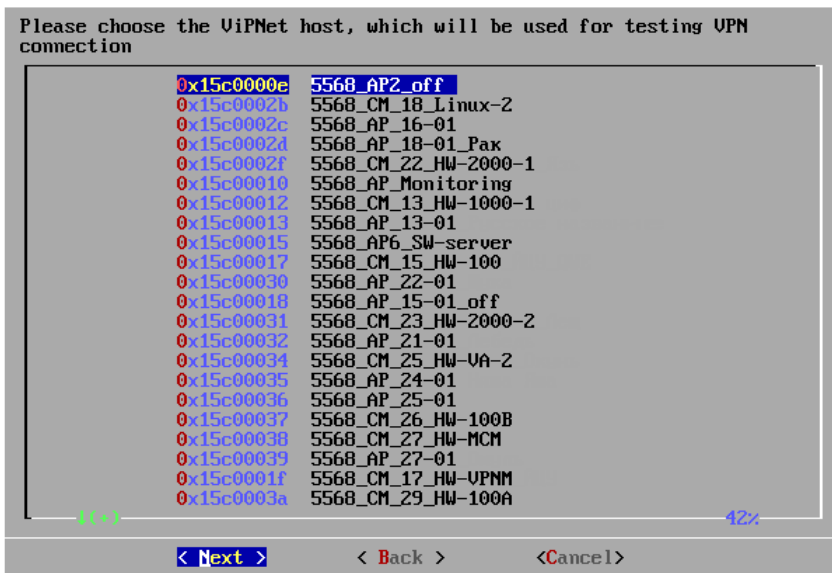 Please choose the ViPNet host, which will be used for testing VPN
connection
0x15c0000e 5568_AP2_off
0x15c0002b 5568_CM_18_Linux-2
0x15c0002c 5568_AP_16-01
0x15c0002d 5568_AP_18-01_Рак
0x15c0002f 5568_CM_22_HW-2000-1
0x15c00010 5568_AP_Monitoring
0x15c00012 5568_CM_13_HW-1000-1
0x15c00013 5568_AP_13-01
0x15c00015 5568_AP6_SW-server
0x15c00017 5568_CM_15_HW-100
0x15c00030 5568_AP_22-01
0x15c00018 5568_AP_15-01_off
0x15c00031 5568_CM_23_HW-2000-2
0x15c00032 5568_AP_21-01
0x15c00034 5568_CM_25_HW-VA-2
0x15c00035 5568_AP_24-01
0x15c00036 5568_AP_25-01
0x15c00037 5568_CM_26_HW-100B
0x15c00038 5568_CM_27_HW-MCM
0x15c00039 5568_AP_27-01
0x15c0001f 5568_CM_17_HW-VPNM
0x15c0003a 5568_CM_29_HW-100A
↓(+) 42%
< Next > < Back > <Cancel>